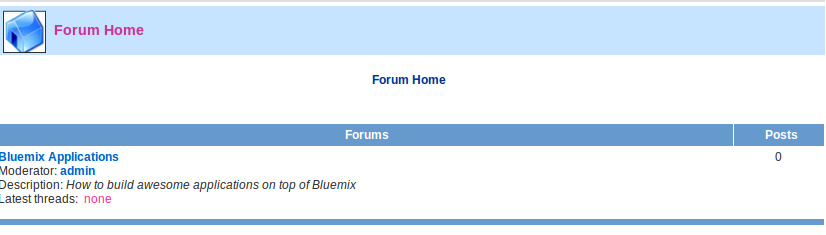 Forum Home
Forum Home
Forums Posts
Bluemix Applications 0
Moderator: admin
Description: How to build awesome applications on top of Bluemix
Latest threads: none